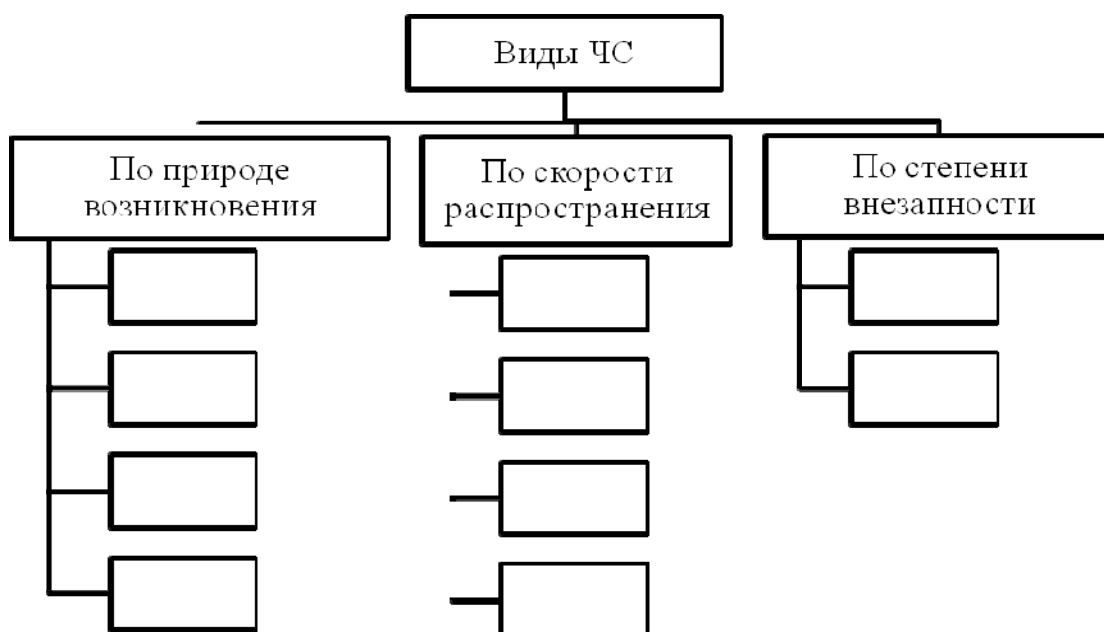 Виды ЧС
По природе
возникновения
По скорости
распространения
По степени
внезапности